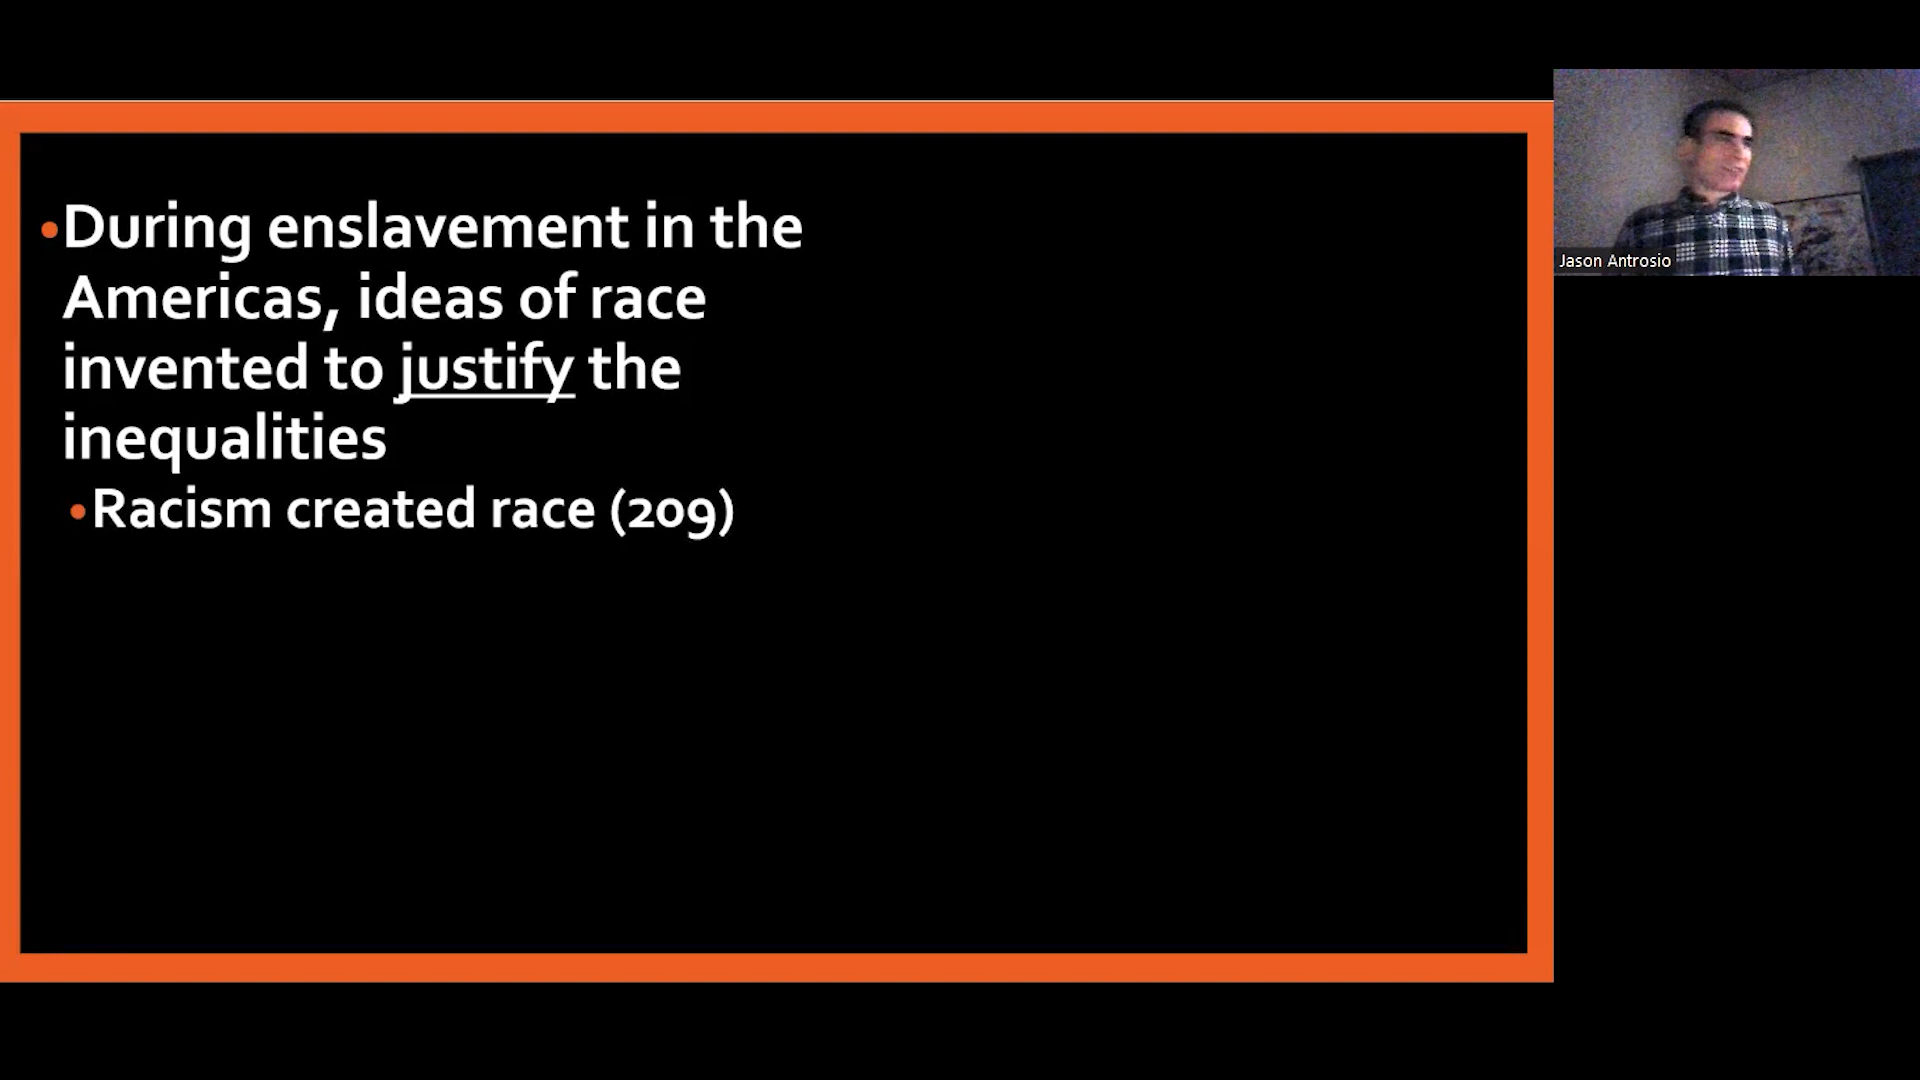 •During enslavement in the
Americas, ideas of race
invented to justify the
inequalities
•Racism created race (209)
Jason Antrosio